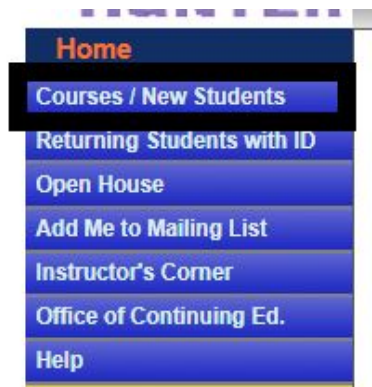 HUNTER
Home
Courses / New Students
Returning Students with ID
Open House
Add Me to Mailing List
Instructor's Corner
Office of Continuing Ed.
Help